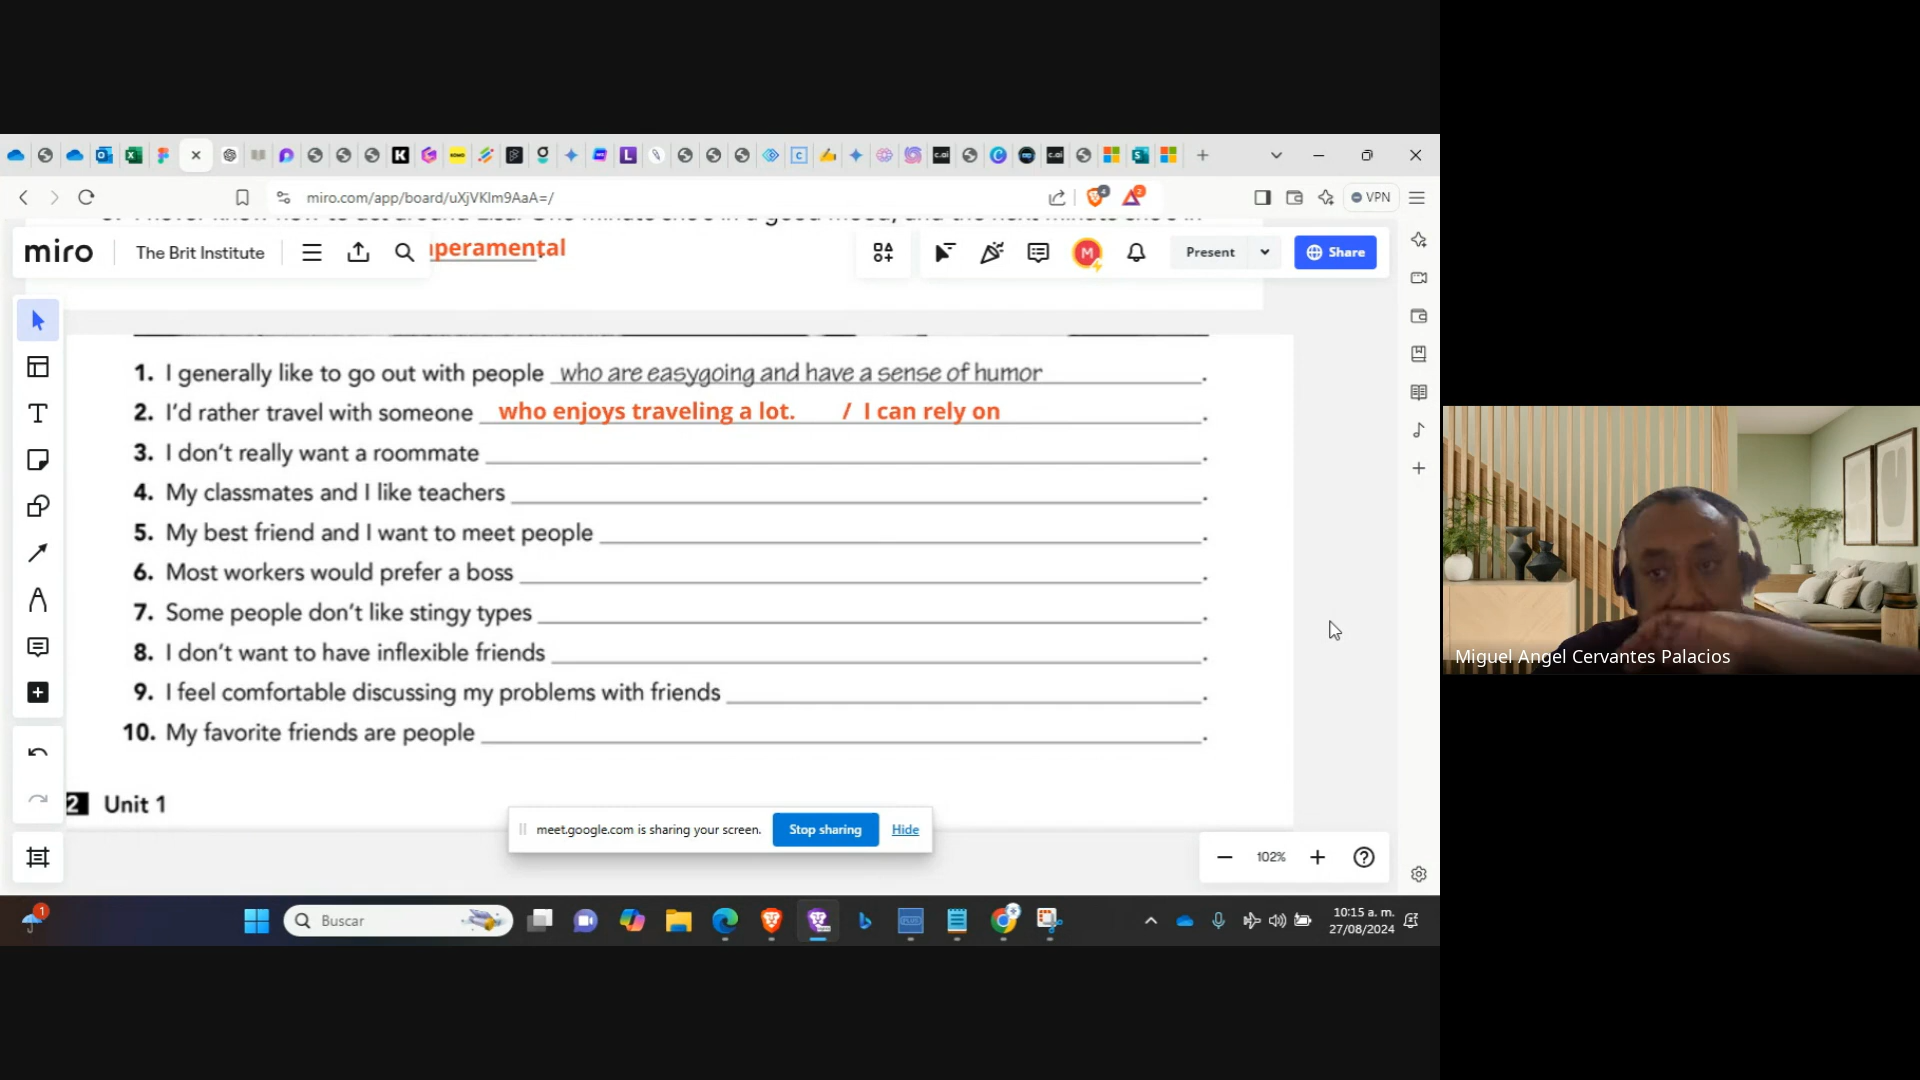 miro.com/app/board/uXjVKlm9AaA=/
VPN
miro
The Brit Institute
peramental
M
Present
Share
1. I generally like to go out with people who are easygoing and have a sense of humor.
2. I'd rather travel with someone who enjoys traveling a lot. / I can rely on.
3. I don't really want a roommate.
4. My classmates and I like teachers.
5. My best friend and I want to meet people.
6. Most workers would prefer a boss.
7. Some people don't like stingy types.
8. I don't want to have inflexible friends.
9. I feel comfortable discussing my problems with friends.
10. My favorite friends are people.
2 Unit 1
meet.google.com is sharing your screen.
Stop sharing
Hide
102%
Buscar
10:15 a. m.
27/08/2024
Miguel Angel Cervantes Palacios